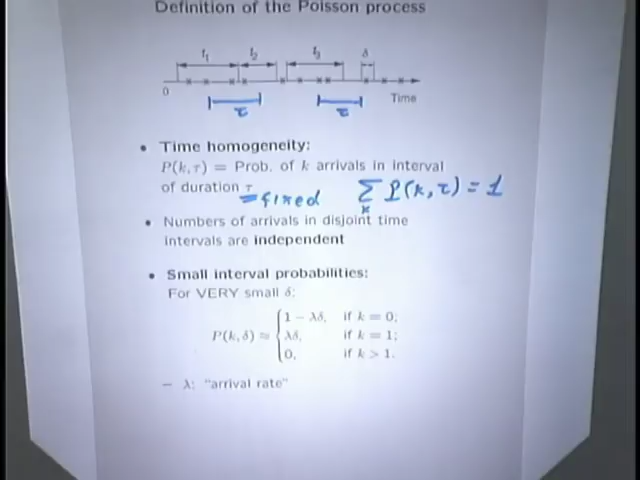 Definition of the Poisson process
t₁ t₂ t₃ δ
0 Time
τ τ
• Time homogeneity:
P(k, τ) = Prob. of k arrivals in interval
of duration τ
= fixed ∑ₖ P(k, τ) = 1
• Numbers of arrivals in disjoint time
intervals are independent
• Small interval probabilities:
For VERY small δ:
1 − λδ, if k = 0;
P(k, δ) ≈ { λδ, if k = 1;
0, if k > 1.
– λ: "arrival rate"